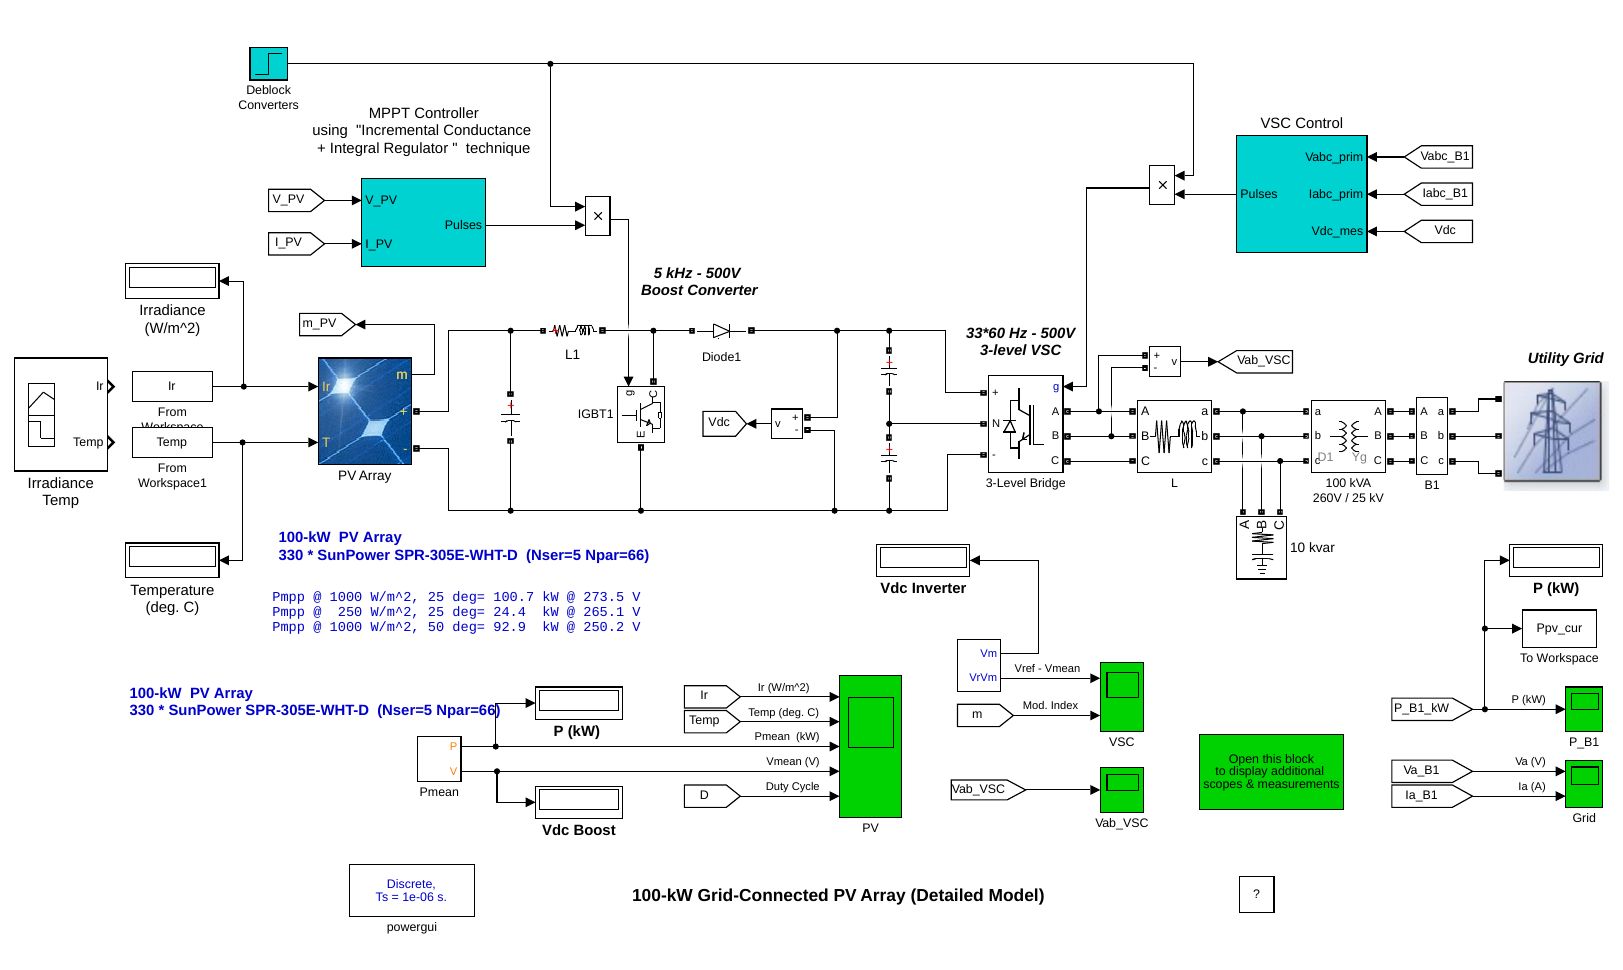 Deblock
Converters
MPPT Controller
using "Incremental Conductance
+ Integral Regulator " technique
VSC Control
V_PV
I_PV
V_PV
I_PV
Pulses
×
×
Pulses
Vabc_prim
Iabc_prim
Vdc_mes
Vabc_B1
Iabc_B1
Vdc
5 kHz - 500V
Boost Converter
Irradiance
(W/m^2)
m_PV
L1
Diode1
33*60 Hz - 500V
3-level VSC
+
-
v
Vab_VSC
Utility Grid
Ir
Temp
Irradiance
Temp
Ir
From
Workspace
Temp
From
Workspace1
Ir
T
m
+
-
PV Array
+
IGBT1
g
C
E
Vdc
v
+
-
+
+
+
N
-
g
A
B
C
3-Level Bridge
A
B
C
a
b
c
L
a
b
c
D1
Yg
A
B
C
100 kVA
260V / 25 kV
A
B
C
a
b
c
B1
A
B
C
10 kvar
Temperature
(deg. C)
100-kW PV Array
330 * SunPower SPR-305E-WHT-D (Nser=5 Npar=66)
Pmpp @ 1000 W/m^2, 25 deg= 100.7 kW @ 273.5 V
Pmpp @ 250 W/m^2, 25 deg= 24.4 kW @ 265.1 V
Pmpp @ 1000 W/m^2, 50 deg= 92.9 kW @ 250.2 V
Vdc Inverter
P (kW)
Ppv_cur
To Workspace
100-kW PV Array
330 * SunPower SPR-305E-WHT-D (Nser=5 Npar=66)
P
V
Pmean
P (kW)
Vdc Boost
Ir
Temp
D
Ir (W/m^2)
Temp (deg. C)
Pmean (kW)
Vmean (V)
Duty Cycle
PV
Vm
VrVm
m
Vref - Vmean
Mod. Index
VSC
Vab_VSC
Vab_VSC
Open this block
to display additional
scopes & measurements
P_B1_kW
P (kW)
P_B1
Va_B1
Va (V)
Ia_B1
Ia (A)
Grid
Discrete,
Ts = 1e-06 s.
powergui
100-kW Grid-Connected PV Array (Detailed Model)
?